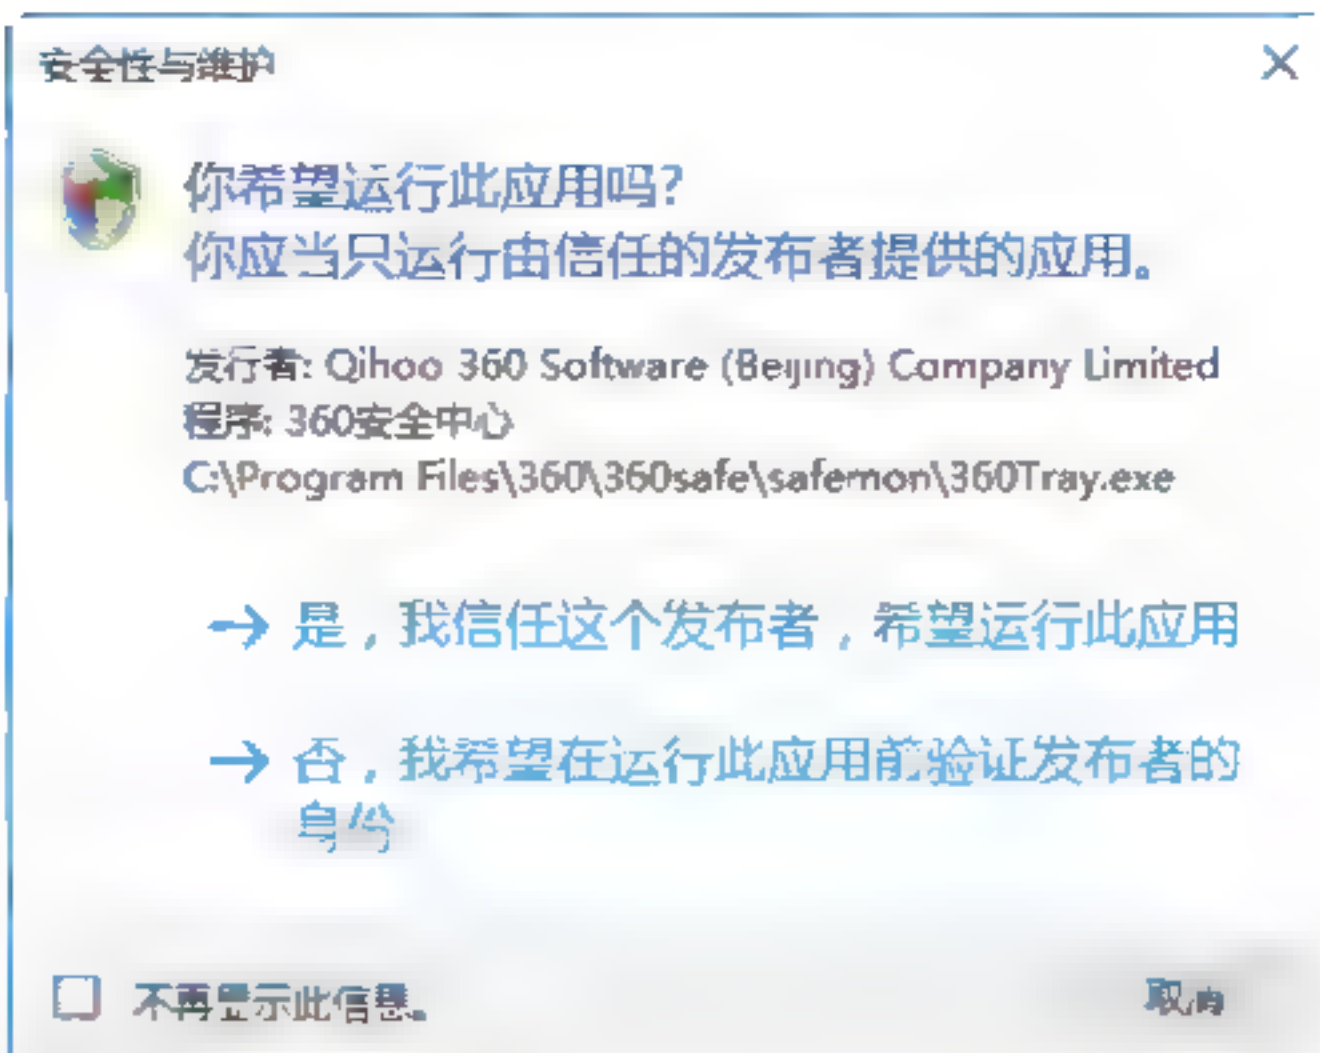 安全性与维护
你希望运行此应用吗?
你应当只运行由信任的发布者提供的应用。
发行者: Qihoo 360 Software (Beijing) Company Limited
程序: 360安全中心
C:\Program Files\360\360safe\safemon\360Tray.exe
是，我信任这个发布者，希望运行此应用
否，我希望在运行此应用前验证发布者的
身份
不再显示此信息。
取消